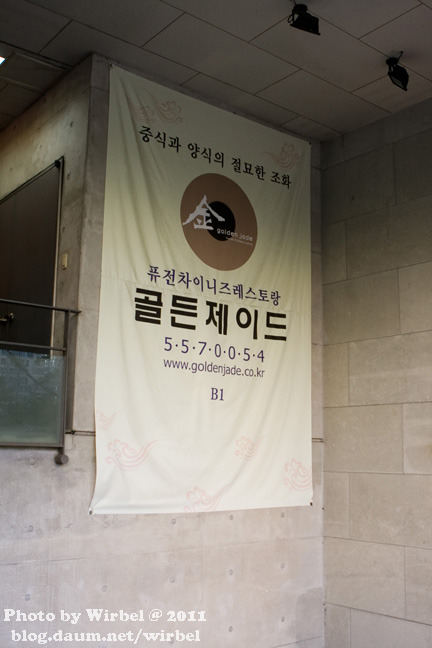 중식과 양식의 절묘한 조화
金
golden jade
퓨전차이니즈레스토랑
골든제이드
5·5·7·0·0·5·4
www.goldenjade.co.kr
B1
Photo by Wirbel @ 2011
blog.daum.net/wirbel